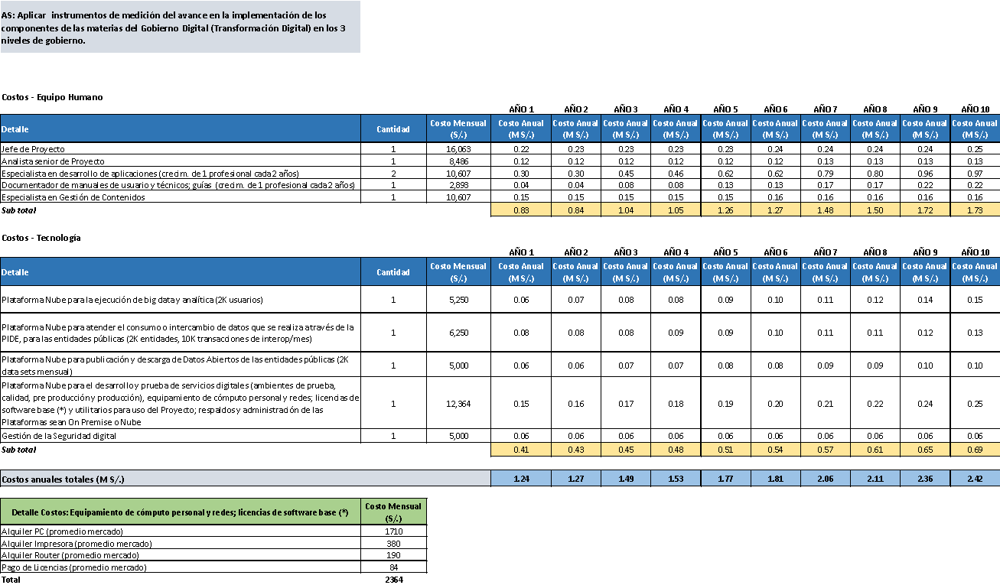 AS: Aplicar instrumentos de medición del avance en la implementación de los
componentes de las materias del Gobierno Digital (Transformación Digital) en los 3
niveles de gobierno.
Costos - Equipo Humano
AÑO 1 AÑO 2 AÑO 3 AÑO 4 AÑO 5 AÑO 6 AÑO 7 AÑO 8 AÑO 9 AÑO 10
Detalle Cantidad Costo Mensual (S/.) Costo Anual (M S/.) Costo Anual (M S/.) Costo Anual (M S/.) Costo Anual (M S/.) Costo Anual (M S/.) Costo Anual (M S/.) Costo Anual (M S/.) Costo Anual (M S/.) Costo Anual (M S/.) Costo Anual (M S/.)
Jefe de Proyecto 1 16,063 0.22 0.23 0.23 0.23 0.23 0.24 0.24 0.24 0.24 0.25
Analista senior de Proyecto 1 8,486 0.12 0.12 0.12 0.12 0.12 0.12 0.13 0.13 0.13 0.13
Especialista en desarrollo de aplicaciones (crecim. de 1 profesional cada 2 años) 2 10,607 0.30 0.30 0.45 0.46 0.62 0.62 0.79 0.80 0.96 0.97
Documentador de manuales de usuario y técnicos; guías (crecim. de 1 profesional cada 2 años) 1 2,893 0.04 0.04 0.08 0.08 0.13 0.13 0.17 0.17 0.22 0.22
Especialista en Gestión de Contenidos 1 10,607 0.15 0.15 0.15 0.15 0.15 0.16 0.16 0.16 0.16 0.16
Sub total 0.83 0.84 1.04 1.05 1.26 1.27 1.48 1.50 1.72 1.73
Costos - Tecnología
AÑO 1 AÑO 2 AÑO 3 AÑO 4 AÑO 5 AÑO 6 AÑO 7 AÑO 8 AÑO 9 AÑO 10
Detalle Cantidad Costo Mensual (S/.) Costo Anual (M S/.) Costo Anual (M S/.) Costo Anual (M S/.) Costo Anual (M S/.) Costo Anual (M S/.) Costo Anual (M S/.) Costo Anual (M S/.) Costo Anual (M S/.) Costo Anual (M S/.) Costo Anual (M S/.)
Plataforma Nube para la ejecución de big data y analítica (2K usuarios) 1 5,250 0.06 0.07 0.08 0.08 0.09 0.10 0.11 0.12 0.14 0.15
Plataforma Nube para atender el consumo o intercambio de datos que se realiza através de la
PIDE, para las entidades públicas (2K entidades, 10K transacciones de interop/mes) 1 6,250 0.08 0.08 0.08 0.09 0.09 0.10 0.11 0.11 0.12 0.13
Plataforma Nube para publicación y descarga de Datos Abiertos de las entidades públicas (2K
data sets mensual) 1 5,000 0.06 0.06 0.07 0.07 0.08 0.08 0.09 0.09 0.10 0.10
Plataforma Nube para el desarrollo y prueba de servicios digitales (ambientes de prueba,
calidad, pre producción y producción), equipamiento de cómputo personal y redes; licencias de
software base (*) y utilitarios para uso del Proyecto; respaldos y administración de las
Plataformas sean On Premise o Nube 1 12,364 0.15 0.16 0.17 0.18 0.19 0.20 0.21 0.22 0.24 0.25
Gestión de la Seguridad digital 1 5,000 0.06 0.06 0.06 0.06 0.06 0.06 0.06 0.06 0.06 0.06
Sub total 0.41 0.43 0.45 0.48 0.51 0.54 0.57 0.61 0.65 0.69
Costos anuales totales (M S/.) 1.24 1.27 1.49 1.53 1.77 1.81 2.06 2.11 2.36 2.42
Detalle Costos: Equipamiento de cómputo personal y redes; licencias de software base (*) Costo Mensual (S/.)
Alquiler PC (promedio mercado) 1710
Alquiler Impresora (promedio mercado) 380
Alquiler Router (promedio mercado) 190
Pago de Licencias (promedio mercado) 84
Total 2364